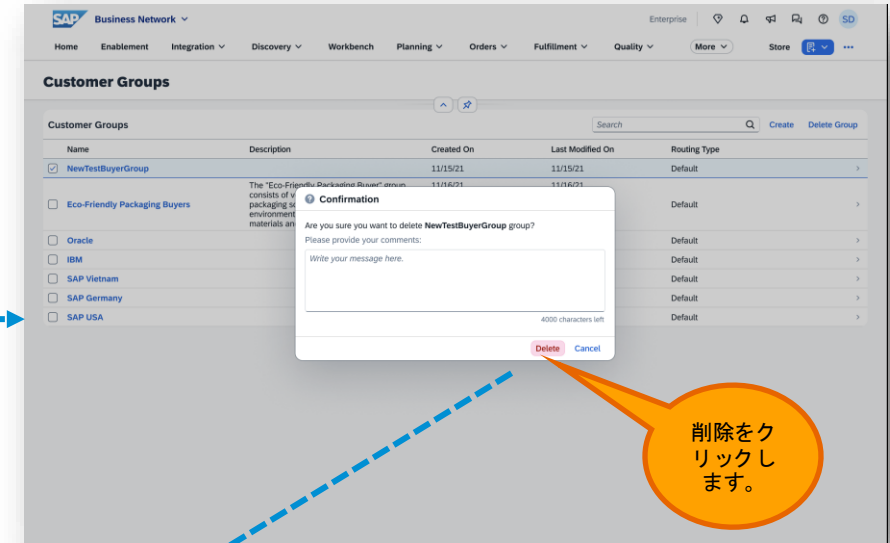 SAP Business Network
Enterprise
SD
Home Enablement Integration Discovery Workbench Planning Orders Fulfillment Quality More Store
Customer Groups
Customer Groups Search Create Delete Group
Name Description Created On Last Modified On Routing Type
NewTestBuyerGroup 11/15/21 11/15/21 Default
The "Eco-Friendly Packaging Buyer" group 11/16/21 11/16/21
consists of
packaging
environment
materials
Eco-Friendly Packaging Buyers Default
Oracle Default
IBM Default
SAP Vietnam Default
SAP Germany Default
SAP USA Default
Confirmation
Are you sure you want to delete NewTestBuyerGroup group?
Please provide your comments:
Write your message here.
4000 characters left
Delete Cancel
削除をク
リックし
ます。